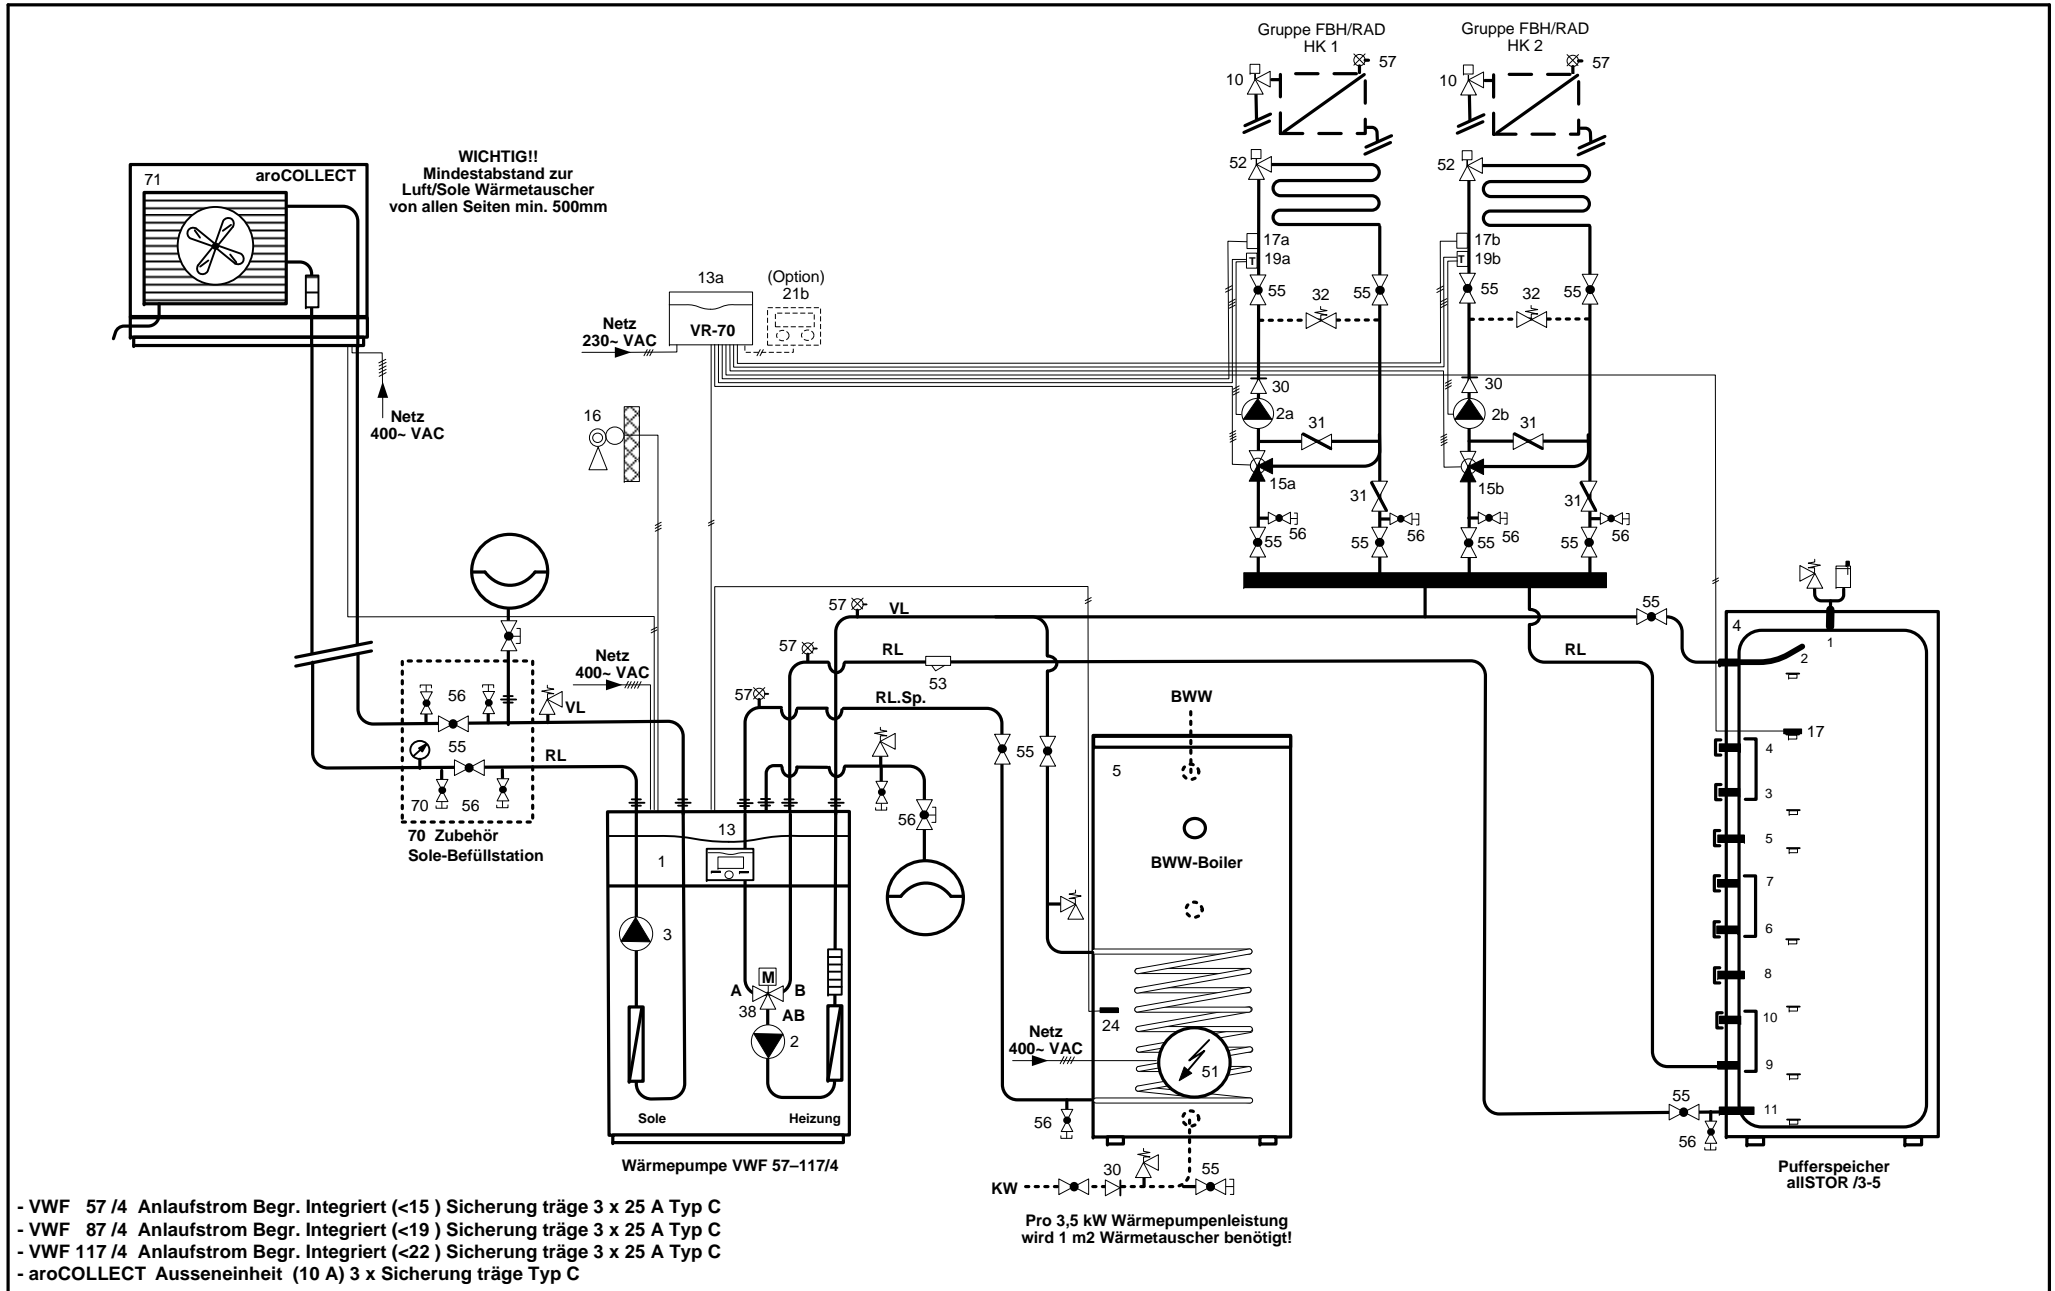 Gruppe FBH/RAD
HK 1
Gruppe FBH/RAD
HK 2
10
57
10
57
WICHTIG!!
Mindestabstand zur
Luft/Sole Wärmetauscher
von allen Seiten min. 500mm
71
aroCOLLECT
52
52
17a
19a
17b
19b
T
T
13a
(Option)
21b
VR-70
Netz
230~ VAC
55
32
55
55
32
55
Netz
400~ VAC
16
30
2a
31
15a
31
30
2b
31
15b
31
56
56
56
56
55
55
55
55
57
VL
57
RL
53
57
RL.Sp.
Netz
400~ VAC
56
VL
55
RL
70
56
70 Zubehör
Sole-Befüllstation
55
RL
4
1
2
17
4
3
5
7
6
8
10
9
11
55
56
Pufferspeicher
allSTOR /3-5
BWW
55
5
BWW-Boiler
56
13
1
3
M
A
B
38
AB
2
Sole
Heizung
Wärmepumpe VWF 57–117/4
24
Netz
400~ VAC
51
56
KW
30
55
Pro 3,5 kW Wärmepumpenleistung
wird 1 m2 Wärmetauscher benötigt!
- VWF 57 /4 Anlaufstrom Begr. Integriert (<15 ) Sicherung träge 3 x 25 A Typ C
- VWF 87 /4 Anlaufstrom Begr. Integriert (<19 ) Sicherung träge 3 x 25 A Typ C
- VWF 117 /4 Anlaufstrom Begr. Integriert (<22 ) Sicherung träge 3 x 25 A Typ C
- aroCOLLECT Ausseneinheit (10 A) 3 x Sicherung träge Typ C